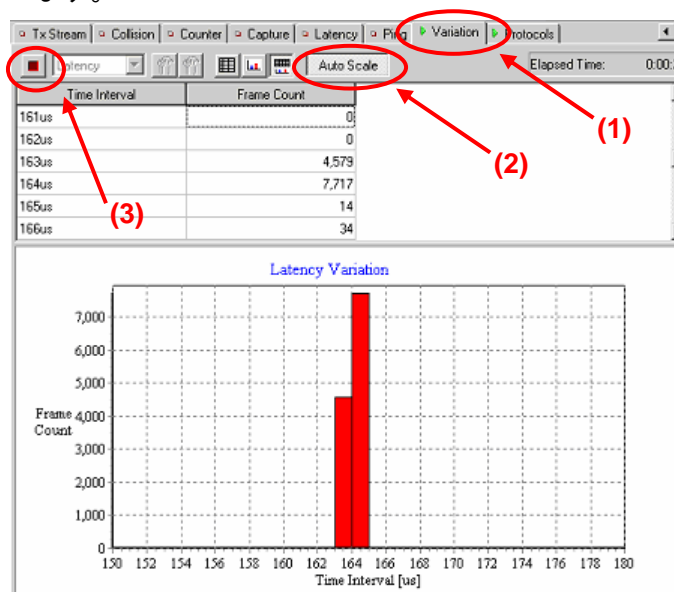 Tx Stream Collision Counter Capture Latency Ping Variation Protocols
Latency Auto Scale Elapsed Time: 0:00:
Time Interval Frame Count
(1)
161us 0
162us 0
(2)
163us 4,579
164us 7,717
165us 14
(3)
166us 34
Latency Variation
7,000
6,000
5,000
Frame 4,000
Count
3,000
2,000
1,000
0
150 152 154 156 158 160 162 164 166 168 170 172 174 176 178 180
Time Interval [us]